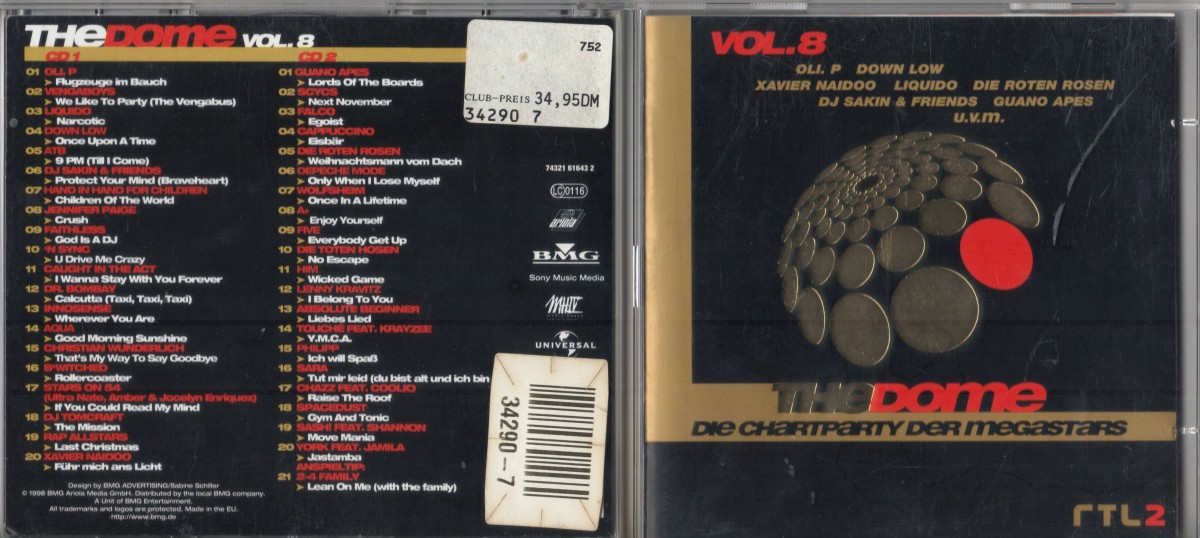 THE DOME VOL.8
CD 1
01 OLI. P
➤ Flugzeuge im Bauch
02 VENGABOYS
➤ We Like To Party (The Vengabus)
03 LIQUIDO
➤ Narcotic
04 DOWN LOW
➤ Once Upon A Time
05 ATB
➤ 9 PM (Till I Come)
06 DJ SAKIN & FRIENDS
➤ Protect Your Mind (Braveheart)
07 HAND IN HAND FOR CHILDREN
➤ Children Of The World
08 JENNIFER PAIGE
➤ Crush
09 FAITHLESS
➤ God Is A DJ
10 'N SYNC
➤ U Drive Me Crazy
11 CAUGHT IN THE ACT
➤ I Wanna Stay With You Forever
12 DR. BOMBAY
➤ Calcutta (Taxi, Taxi, Taxi)
13 INNOSENSE
➤ Wherever You Are
14 AQUA
➤ Good Morning Sunshine
15 CHRISTIAN WUNDERLICH
➤ That's My Way To Say Goodbye
16 B*WITCHED
➤ Rollercoaster
17 STARS ON 54
(Ultra Nate, Amber & Jocelyn Enriquez)
➤ If You Could Read My Mind
18 DJ TOMCRAFT
➤ The Mission
19 RAP ALLSTARS
➤ Last Christmas
20 XAVIER NAIDOO
➤ Führ mich ans Licht
Design by BMG ADVERTISING/Sabine Schiller
© 1998 BMG Ariola Media GmbH. Distributed by the local BMG company.
A Unit of BMG Entertainment.
All trademarks and logos are protected. Made in the EU.
http://www.bmg.de
CD 2
01 GUANO APES
➤ Lords Of The Boards
02 SCYCS
➤ Next November
03 FALCO
➤ Egoist
04 CAPPUCCINO
➤ Eisbär
05 DIE ROTEN ROSEN
➤ Weihnachtsmann vom Dach
06 DEPECHE MODE
➤ Only When I Lose Myself
07 WOLFSHEIM
➤ Once In A Lifetime
08 A+
➤ Enjoy Yourself
09 FIVE
➤ Everybody Get Up
10 DIE TOTEN HOSEN
➤ No Escape
11 HIM
➤ Wicked Game
12 LENNY KRAVITZ
➤ I Belong To You
13 ABSOLUTE BEGINNER
➤ Liebes Lied
14 TOUCHÉ FEAT. KRAYZEE
➤ Y.M.C.A.
15 PHILIPP
➤ Ich will Spaß
16 SARA
➤ Tut mir leid (du bist alt und ich bin
17 CHAZZ FEAT. COOLIO
➤ Raise The Roof
18 SPACEDUST
➤ Gym And Tonic
19 SASH! FEAT. SHANNON
➤ Move Mania
20 YORK FEAT. JAMILA
➤ Jastamba
ANSPIELTIP:
21 2-4 FAMILY
➤ Lean On Me (with the family)
752
CLUB-PREIS 34,95DM
34290 7
74321 61643 2
LC 0116
ariola
BMG
Sony Music Media
UNIVERSAL
34290-7
VOL.8
OLI. P DOWN LOW
XAVIER NAIDOO LIQUIDO DIE ROTEN ROSEN
DJ SAKIN & FRIENDS GUANO APES
u.v.m.
THE DOME
DIE CHARTPARTY DER MEGASTARS
RTL2